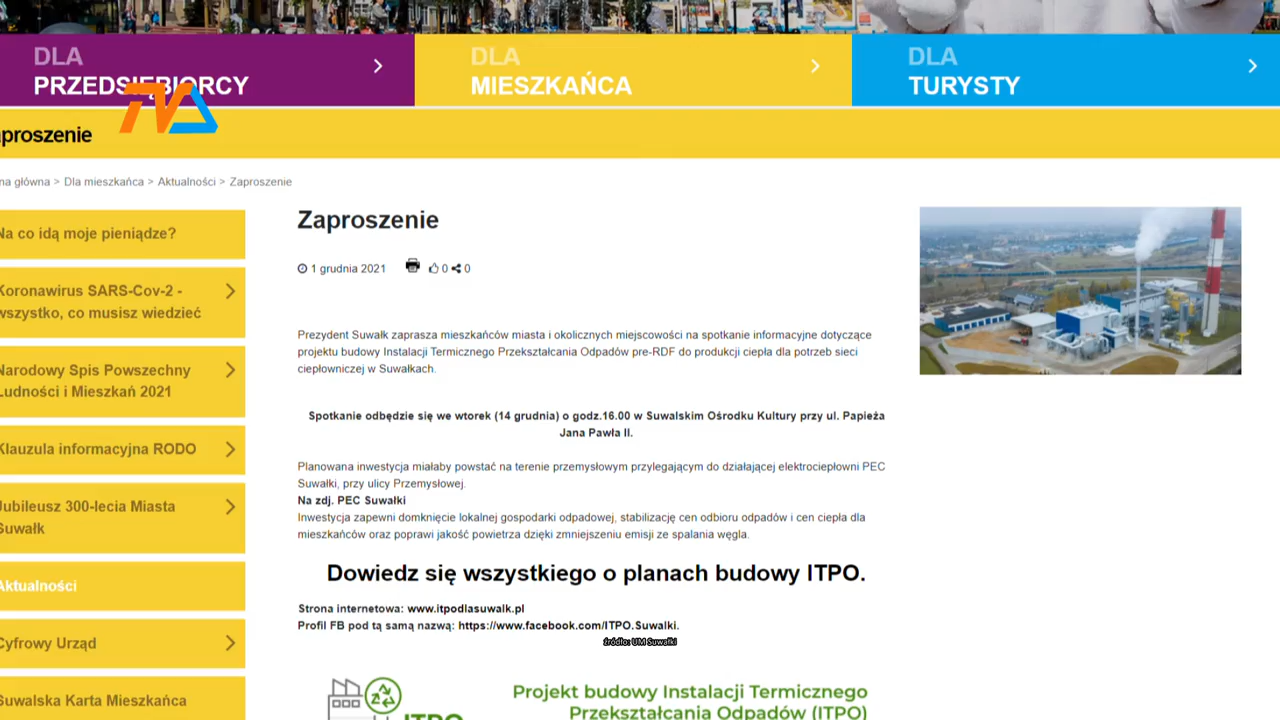 DLA
PRZEDSIĘBIORCY
DLA
MIESZKAŃCA
DLA
TURYSTY
TVA
aproszenie
na główna > Dla mieszkańca > Aktualności > Zaproszenie
Na co idą moje pieniądze?
Koronawirus SARS-Cov-2 -
wszystko, co musisz wiedzieć
Narodowy Spis Powszechny
Ludności i Mieszkań 2021
Klauzula informacyjna RODO
Jubileusz 300-lecia Miasta
Suwałk
Aktualności
Cyfrowy Urząd
Suwalska Karta Mieszkańca
Zaproszenie
1 grudnia 2021 0 0
Prezydent Suwałk zaprasza mieszkańców miasta i okolicznych miejscowości na spotkanie informacyjne dotyczące
projektu budowy Instalacji Termicznego Przekształcania Odpadów pre-RDF do produkcji ciepła dla potrzeb sieci
ciepłowniczej w Suwałkach.
Spotkanie odbędzie się we wtorek (14 grudnia) o godz.16.00 w Suwalskim Ośrodku Kultury przy ul. Papieża
Jana Pawła II.
Planowana inwestycja miałaby powstać na terenie przemysłowym przylegającym do działającej elektrociepłowni PEC
Suwałki, przy ulicy Przemysłowej.
Na zdj. PEC Suwałki
Inwestycja zapewni domknięcie lokalnej gospodarki odpadowej, stabilizację cen odbioru odpadów i cen ciepła dla
mieszkańców oraz poprawi jakość powietrza dzięki zmniejszeniu emisji ze spalania węgla.
Dowiedz się wszystkiego o planach budowy ITPO.
Strona internetowa: www.itpodlasuwalk.pl
Profil FB pod tą samą nazwą: https://www.facebook.com/ITPO.Suwalki.
źródło: UM Suwałki
ITPO
Projekt budowy Instalacji Termicznego
Przekształcania Odpadów (ITPO)